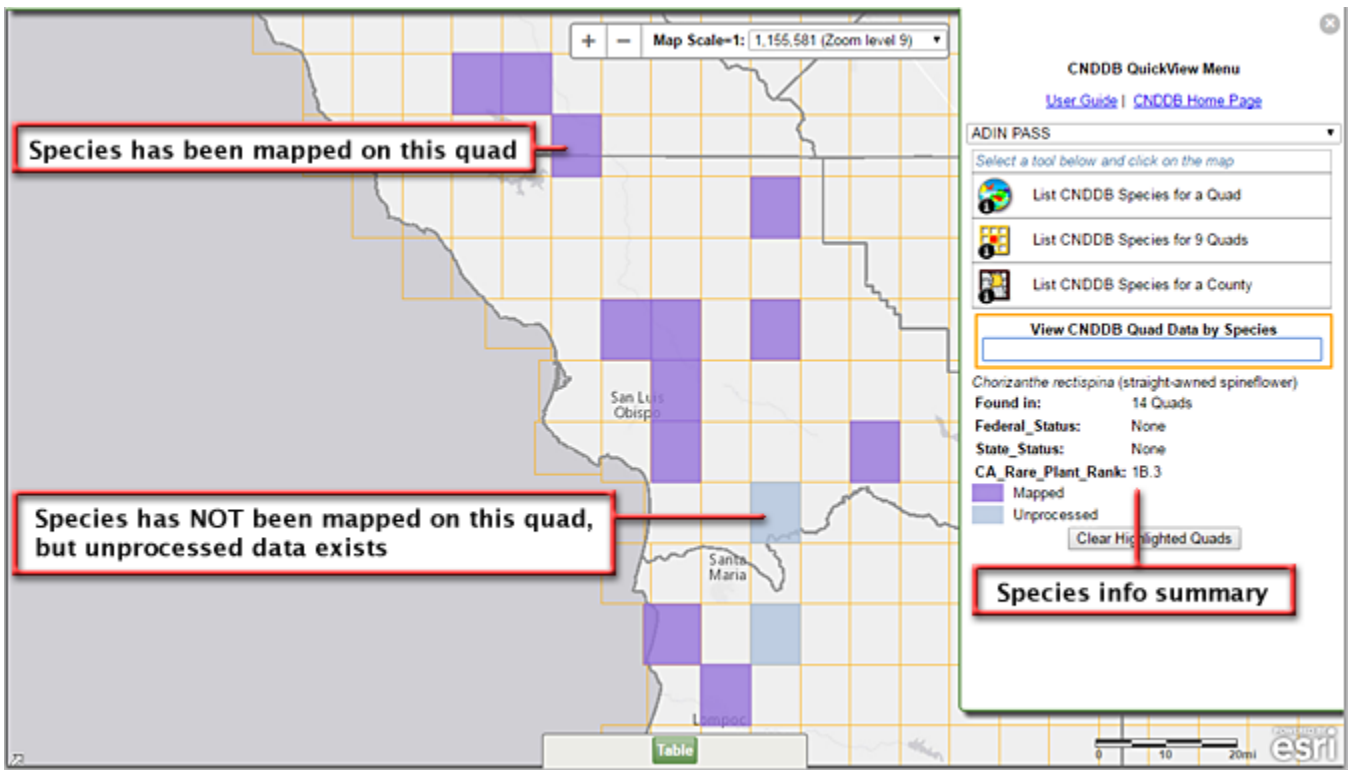 + − Map Scale=1: 1,155,581 (Zoom level 9)
CNDDB QuickView Menu
User Guide | CNDDB Home Page
ADIN PASS
Select a tool below and click on the map
List CNDDB Species for a Quad
List CNDDB Species for 9 Quads
List CNDDB Species for a County
View CNDDB Quad Data by Species
Chorizanthe rectispina (straight-awned spineflower)
Found in: 14 Quads
Federal_Status: None
State_Status: None
CA_Rare_Plant_Rank: 1B.3
Mapped
Unprocessed
Clear Highlighted Quads
Species info summary
Species has been mapped on this quad
San Luis
Obispo
Species has NOT been mapped on this quad,
but unprocessed data exists
Santa
Maria
Lompoc
Table
0 10 20mi
POWERED BY
esri